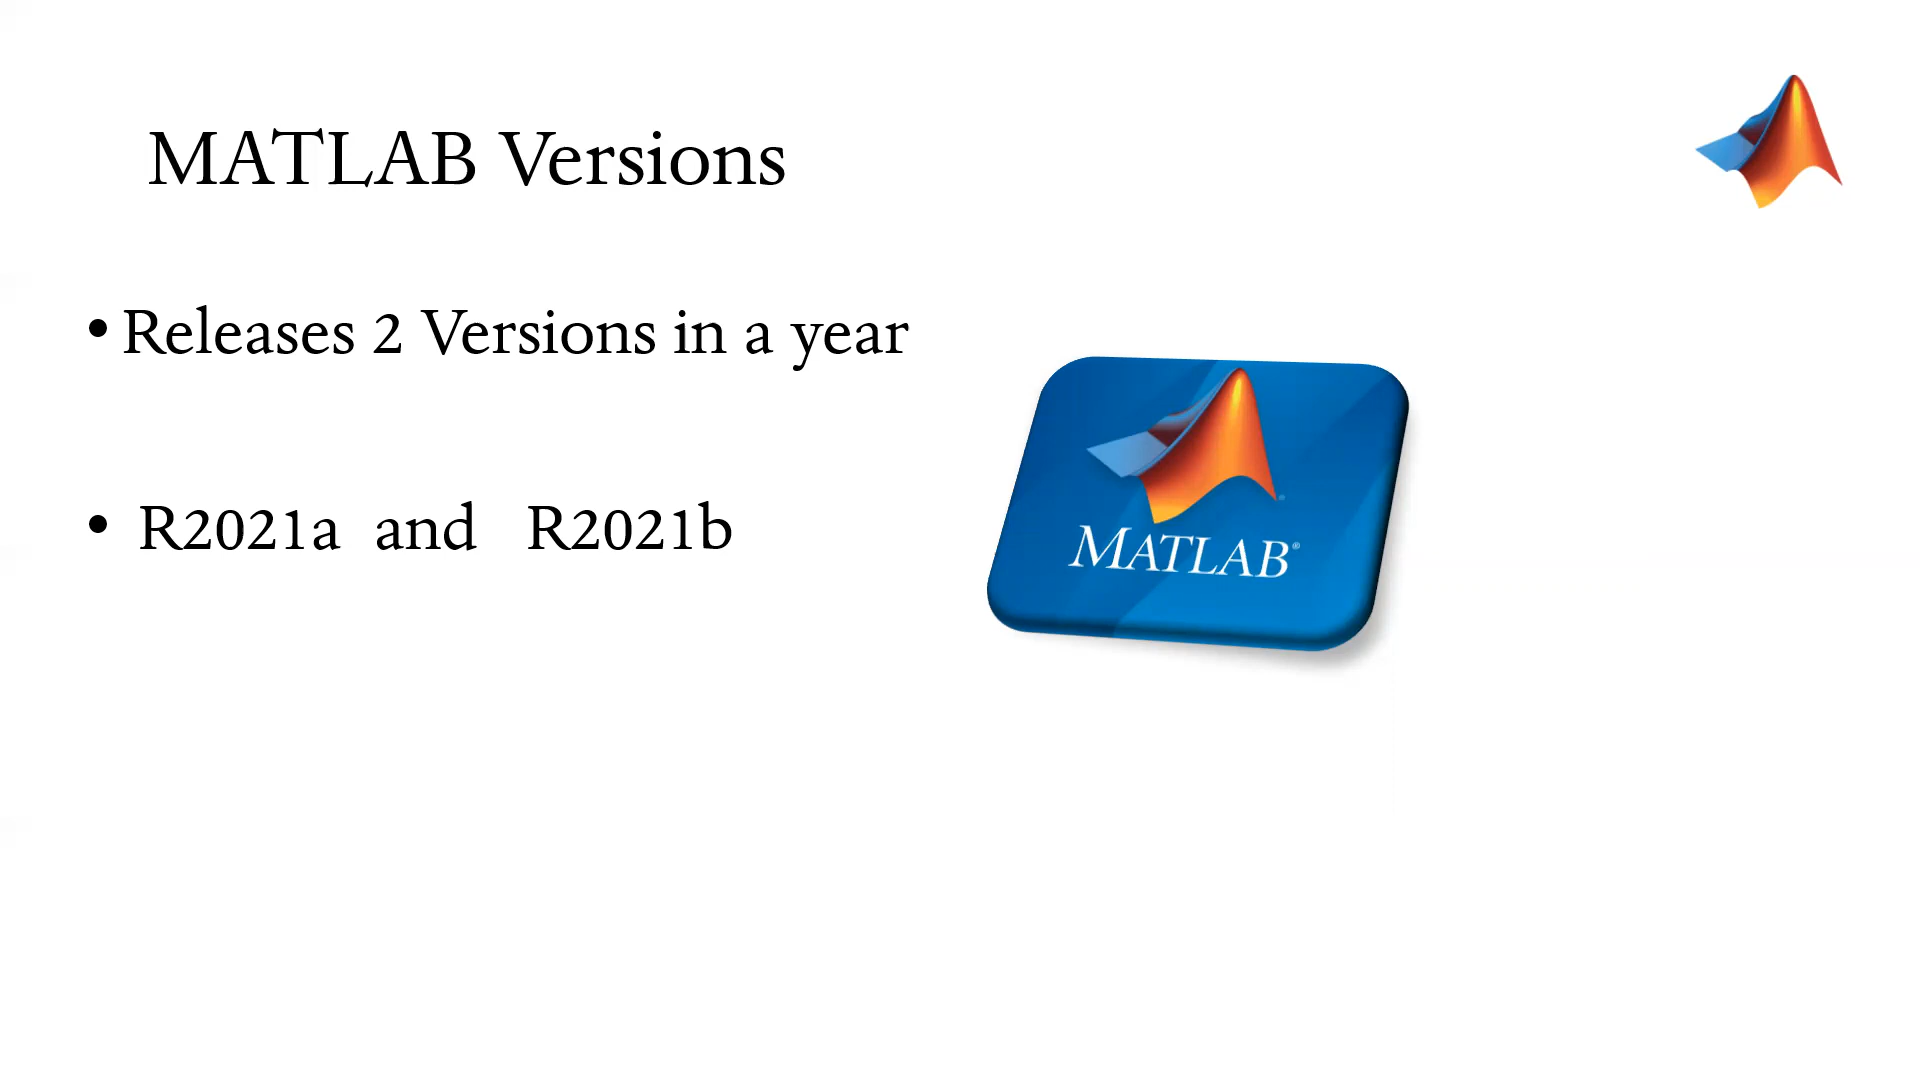 MATLAB Versions
• Releases 2 Versions in a year
• R2021a and R2021b
MATLAB®